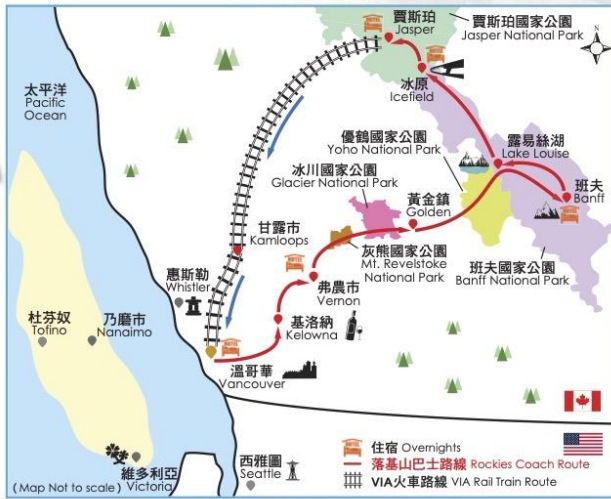 賈斯珀
Jasper
賈斯珀國家公園
Jasper National Park
冰原
Icefield
太平洋
Pacific
Ocean
優鶴國家公園
Yoho National Park
露易絲湖
Lake Louise
冰川國家公園
Glacier National Park
班夫
Banff
黃金鎮
Golden
甘露市
Kamloops
灰熊國家公園
Mt. Revelstoke
National Park
班夫國家公園
Banff National Park
惠斯勒
Whistler
弗農市
Vernon
杜芬奴
Tofino
乃磨市
Nanaimo
基洛納
Kelowna
溫哥華
Vancouver
維多利亞
Victoria
(Map Not to scale)
西雅圖
Seattle
HOTEL
住宿 Overnights
落基山巴士路線 Rockies Coach Route
VIA火車路線 VIA Rail Train Route